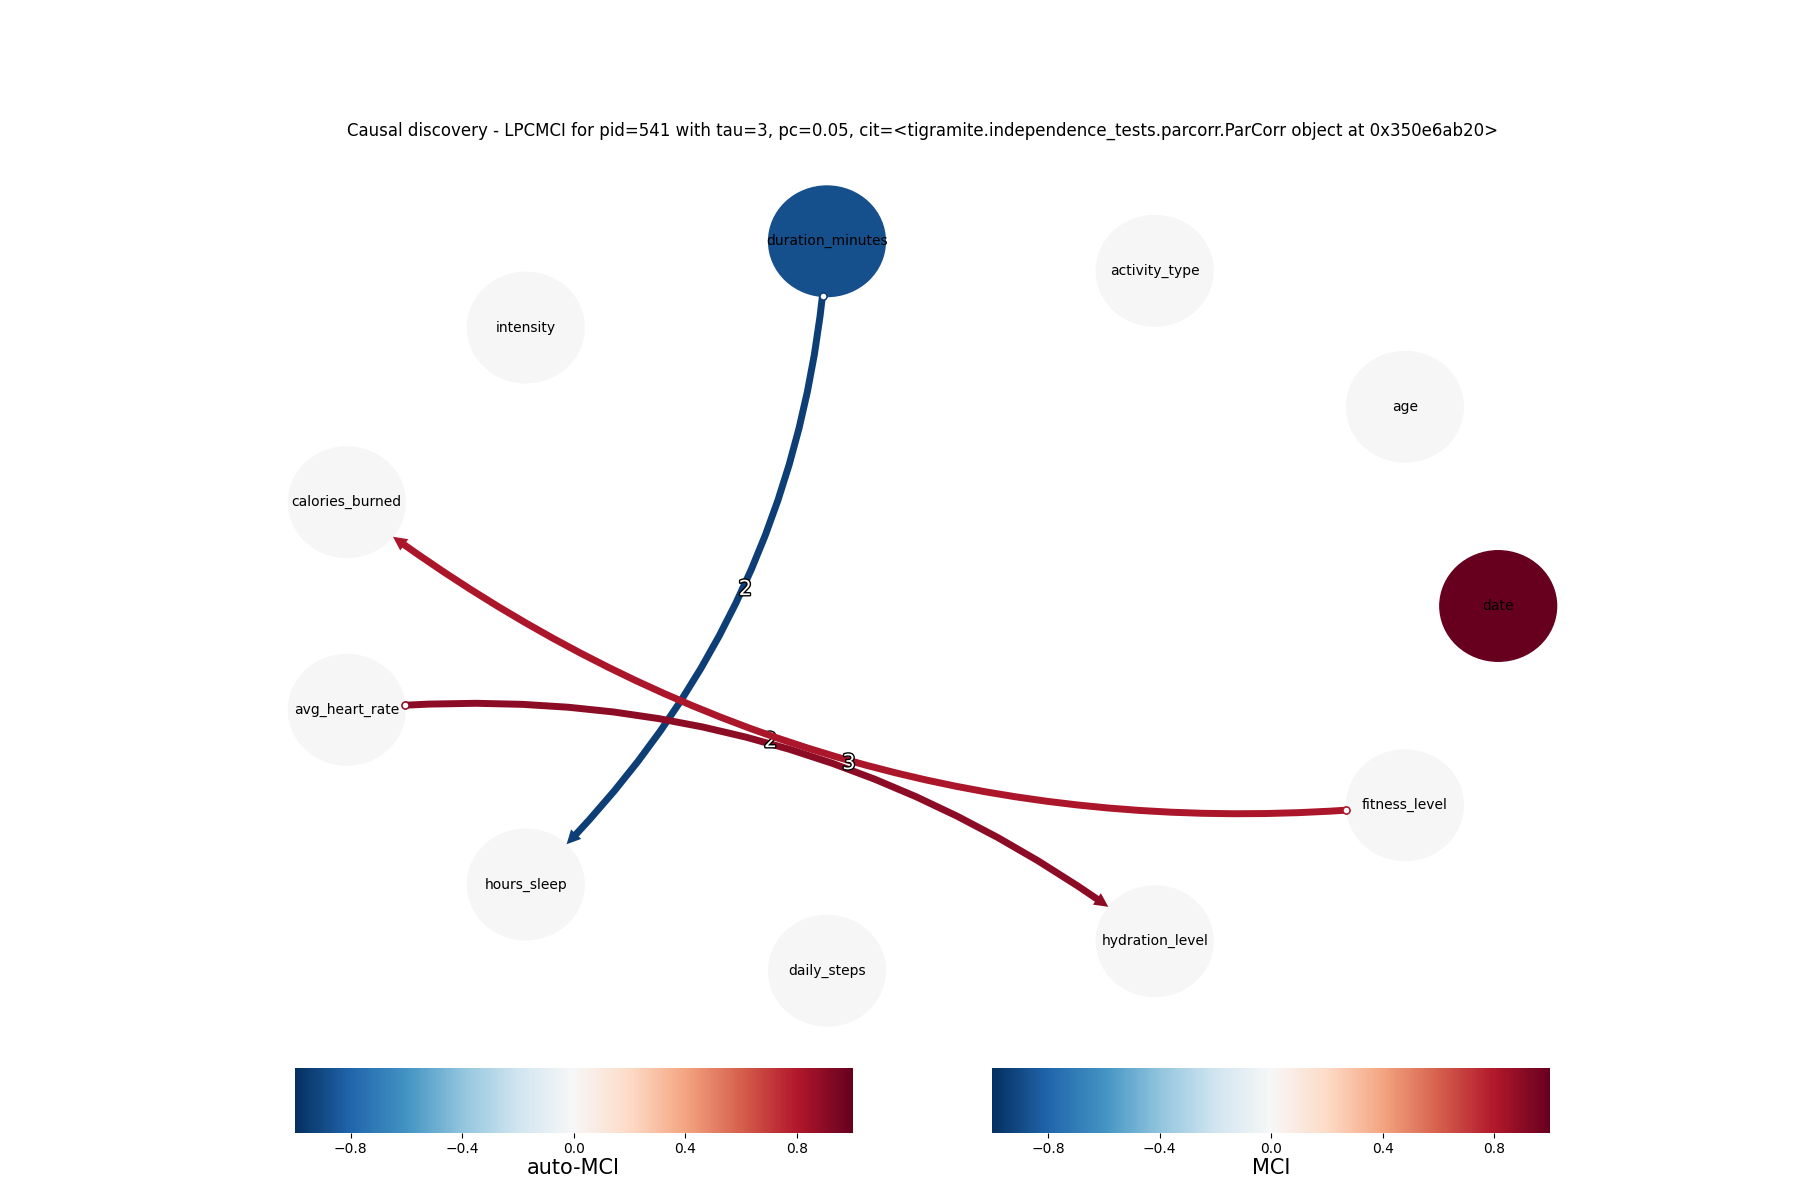 Causal discovery - LPCMCI for pid=541 with tau=3, pc=0.05, cit=<tigramite.independence_tests.parcorr.ParCorr object at 0x350e6ab20>
duration_minutes
activity_type
intensity
age
calories_burned
2
date
avg_heart_rate
2
3
fitness_level
hours_sleep
hydration_level
daily_steps
−0.8 −0.4 0.0 0.4 0.8
auto-MCI
−0.8 −0.4 0.0 0.4 0.8
MCI